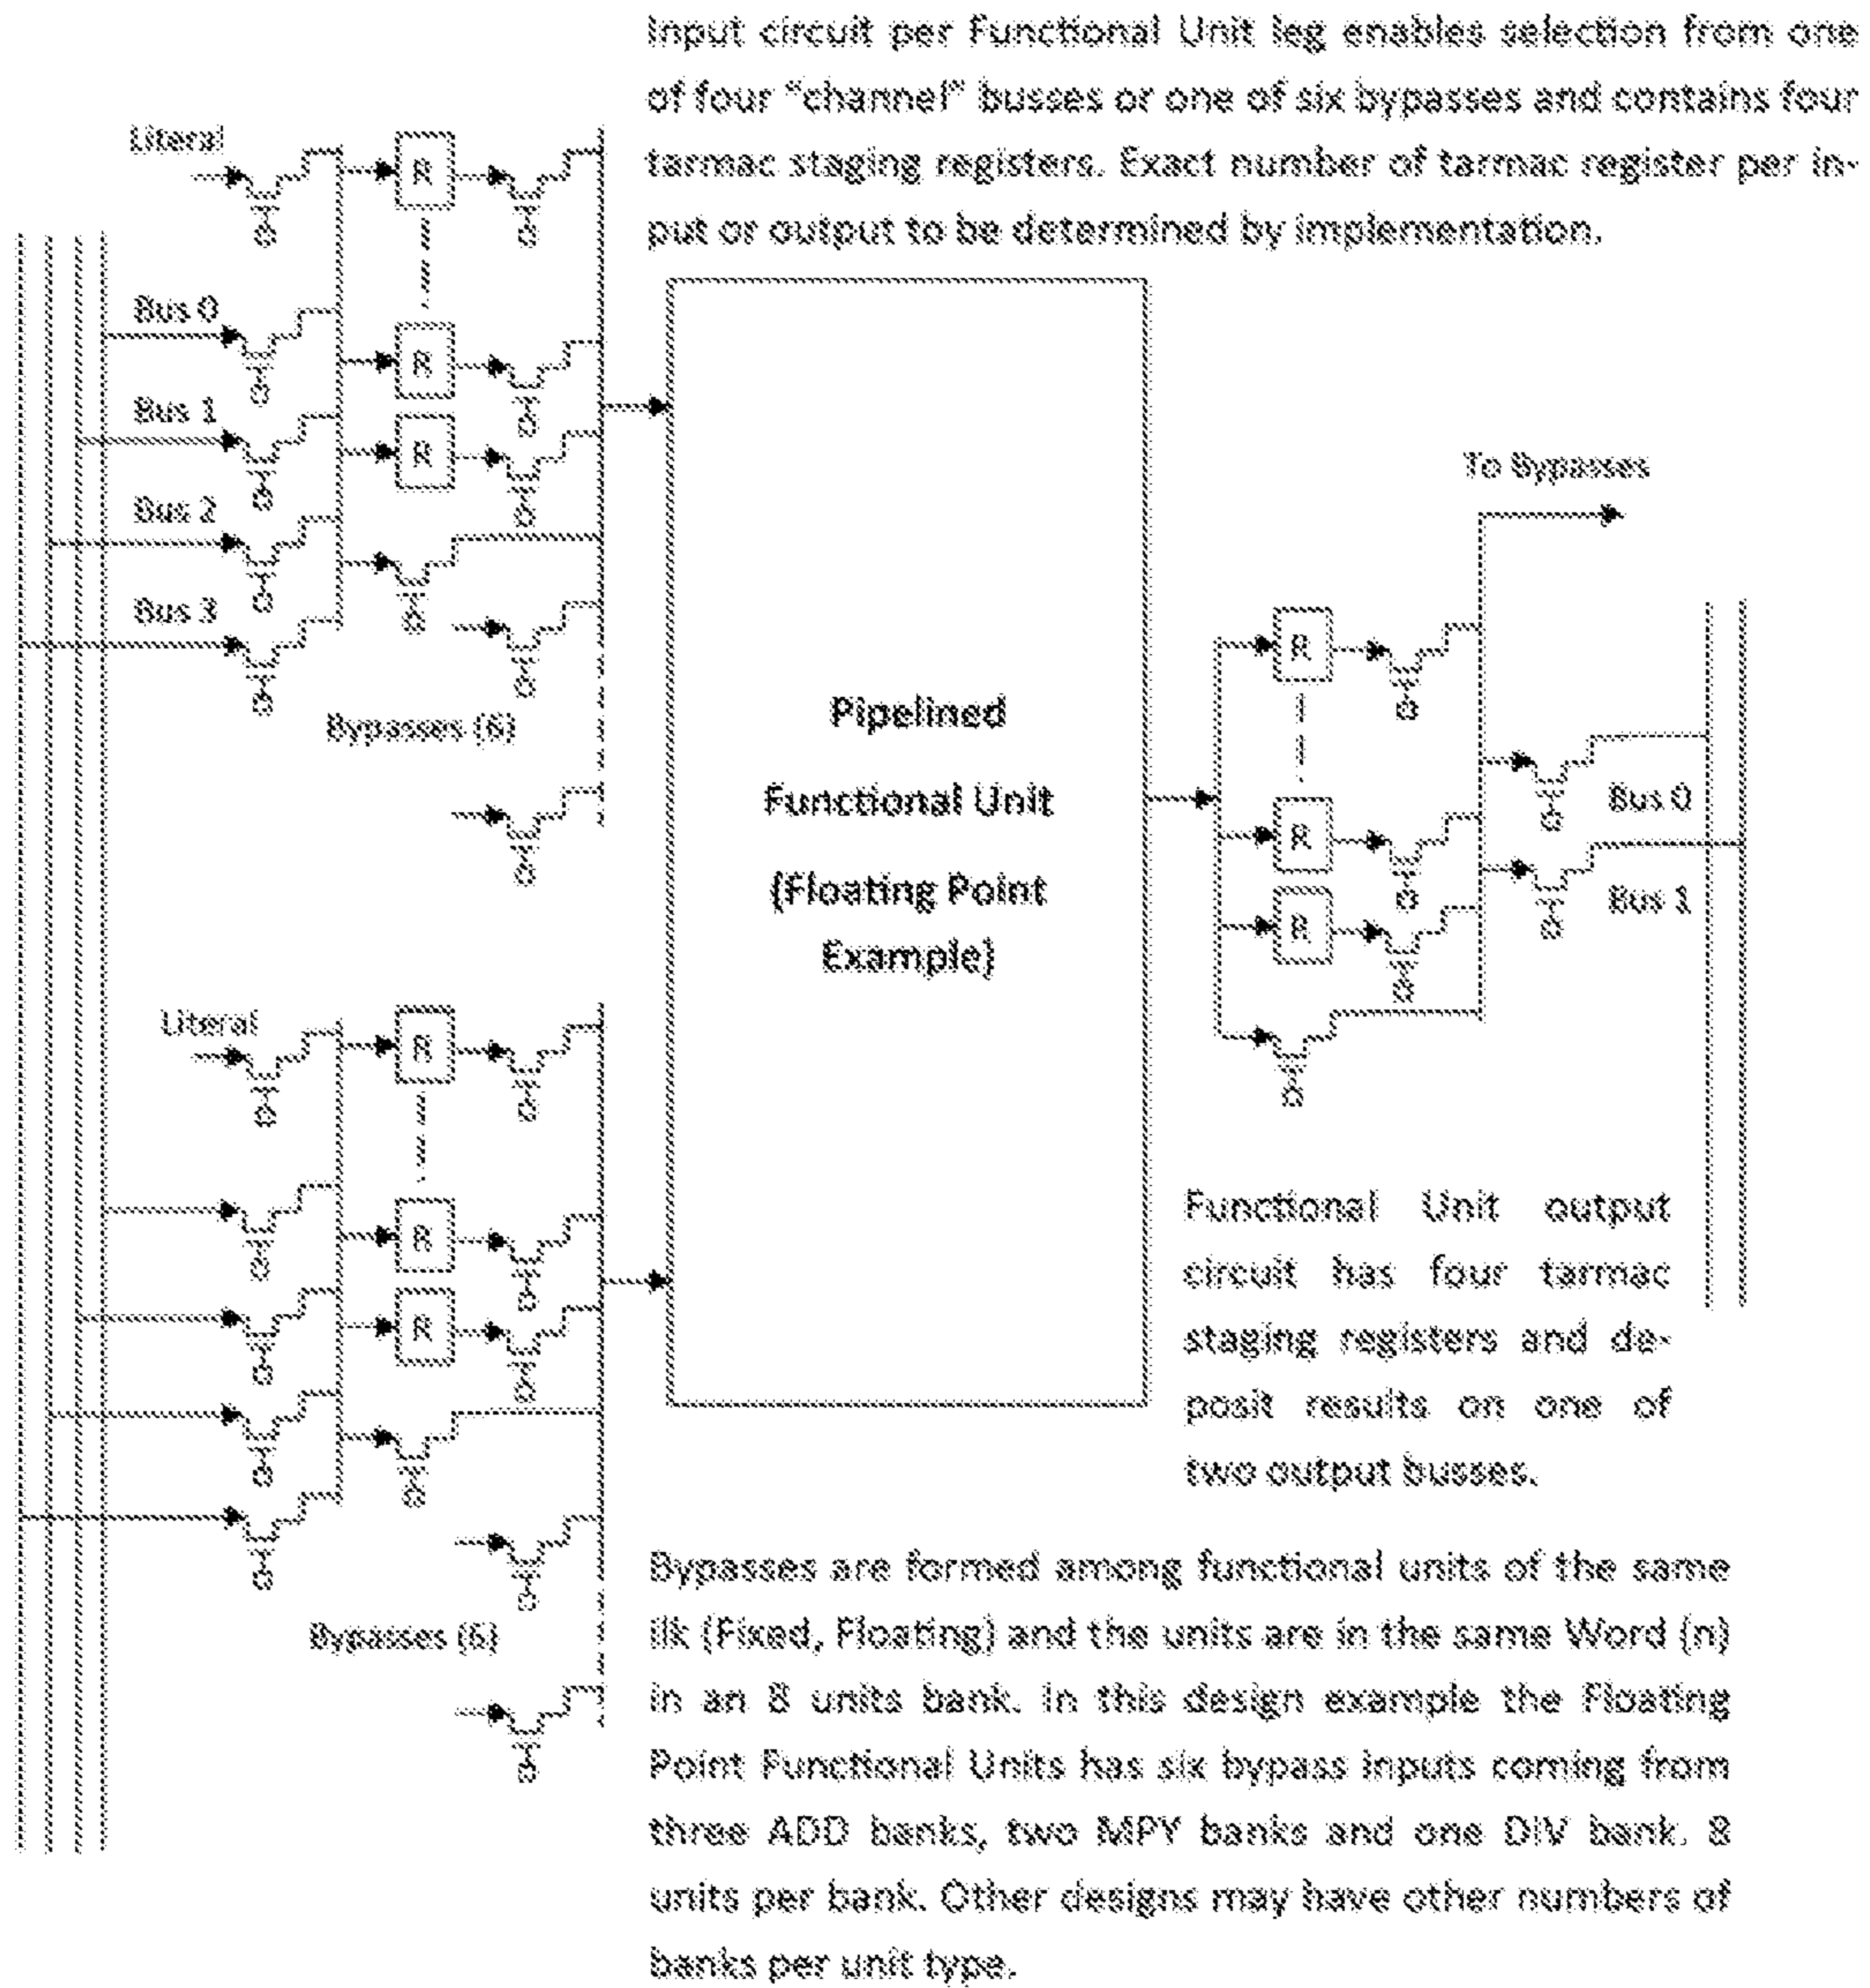 Input circuit per Functional Unit leg enables selection from one
of four "channel" busses or one of six bypasses and contains four
tarmac staging registers. Exact number of tarmac register per in-
put or output to be determined by implementation.
Literal
R
Bus 0
R
Bus 1
R
Bus 2
Bus 3
Bypasses (6)
Pipelined
Functional Unit
(Floating Point
Example)
To Bypasses
R
R
Bus 0
R
Bus 1
Literal
R
R
R
Bypasses (6)
Functional Unit output
circuit has four tarmac
staging registers and de-
posit results on one of
two output busses.
Bypasses are formed among functional units of the same
ilk (Fixed, Floating) and the units are in the same Word (n)
in an 8 units bank. In this design example the Floating
Point Functional Units has six bypass inputs coming from
three ADD banks, two MPY banks and one DIV bank. 8
units per bank. Other designs may have other numbers of
banks per unit type.